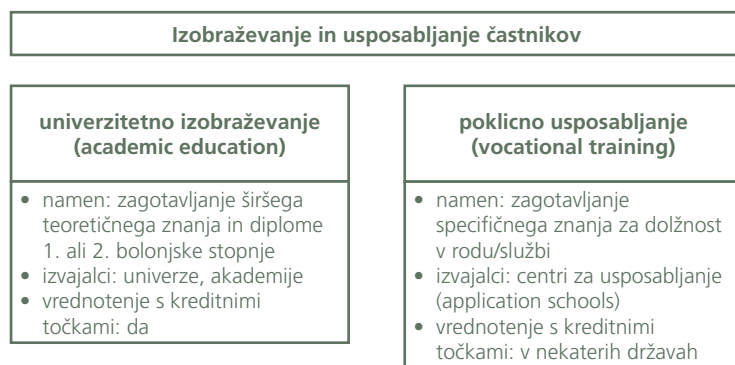 Izobraževanje in usposabljanje častnikov
univerzitetno izobraževanje
(academic education)
• namen: zagotavljanje širšega
teoretičnega znanja in diplome
1. ali 2. bolonjske stopnje
• izvajalci: univerze, akademije
• vrednotenje s kreditnimi
točkami: da
poklicno usposabljanje
(vocational training)
• namen: zagotavljanje
specifičnega znanja za dolžnost
v rodu/službi
• izvajalci: centri za usposabljanje
(application schools)
• vrednotenje s kreditnimi
točkami: v nekaterih državah